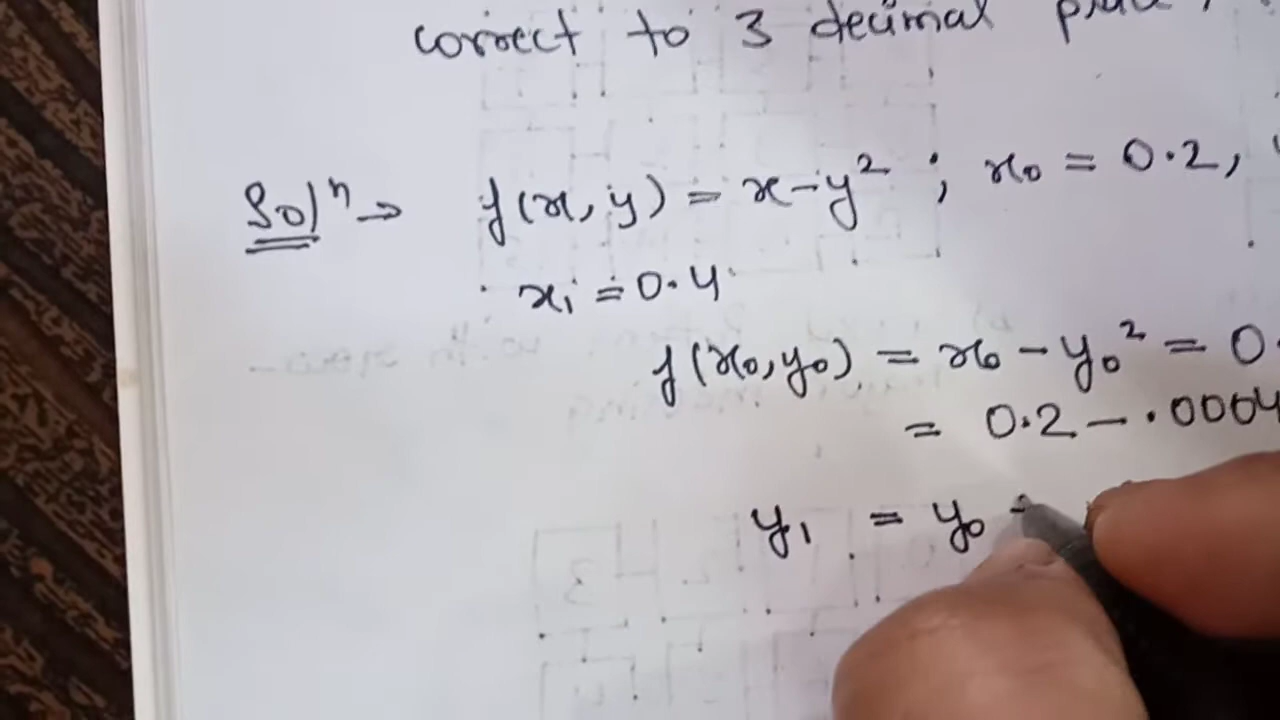 correct to 3 decimal
Solⁿ → f(x, y) = x - y² ; x₀ = 0.2,
x₁ = 0.4
f(x₀, y₀) = x₀ - y₀² = 0.
= 0.2 - .0004
y₁ = y₀